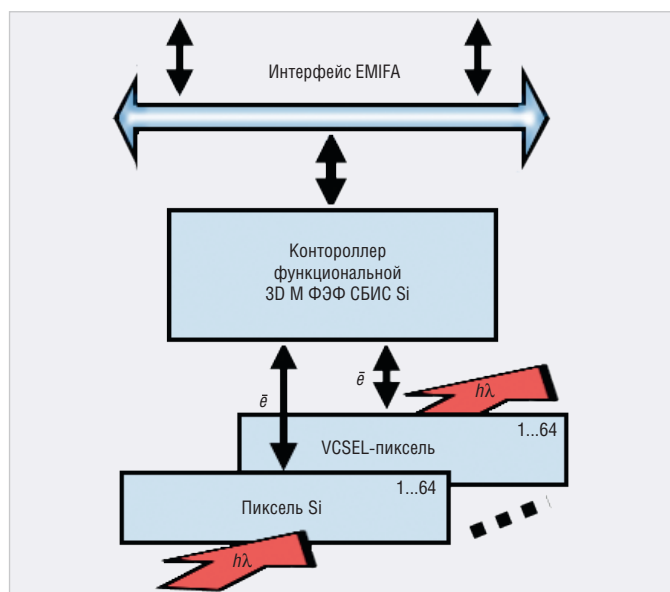 Интерфейс EMIFA
Контороллер
функциональной
3D М ФЭФ СБИС Si
ē
ē
hλ
1...64
VCSEL-пиксель
1...64
Пиксель Si
hλ